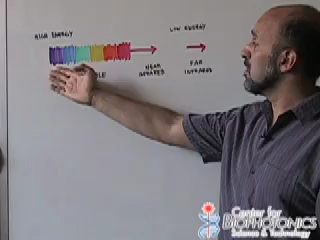 HIGH ENERGY
LOW ENERGY
NEAR
INFRARED
FAR
INFRARED
Center for
BIOPHOTONICS
Science & Technology